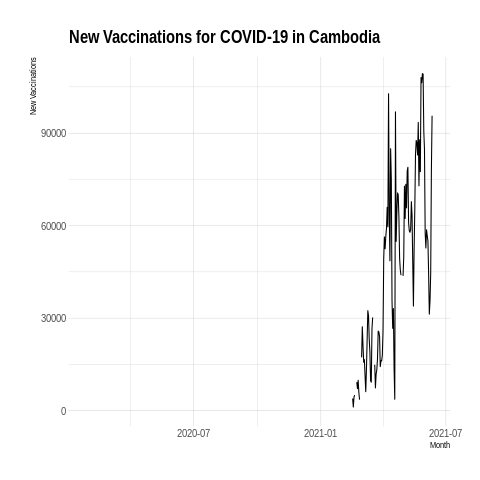 New Vaccinations for COVID-19 in Cambodia
New Vaccinations
90000
60000
30000
0
2020-07
2021-01
2021-07
Month